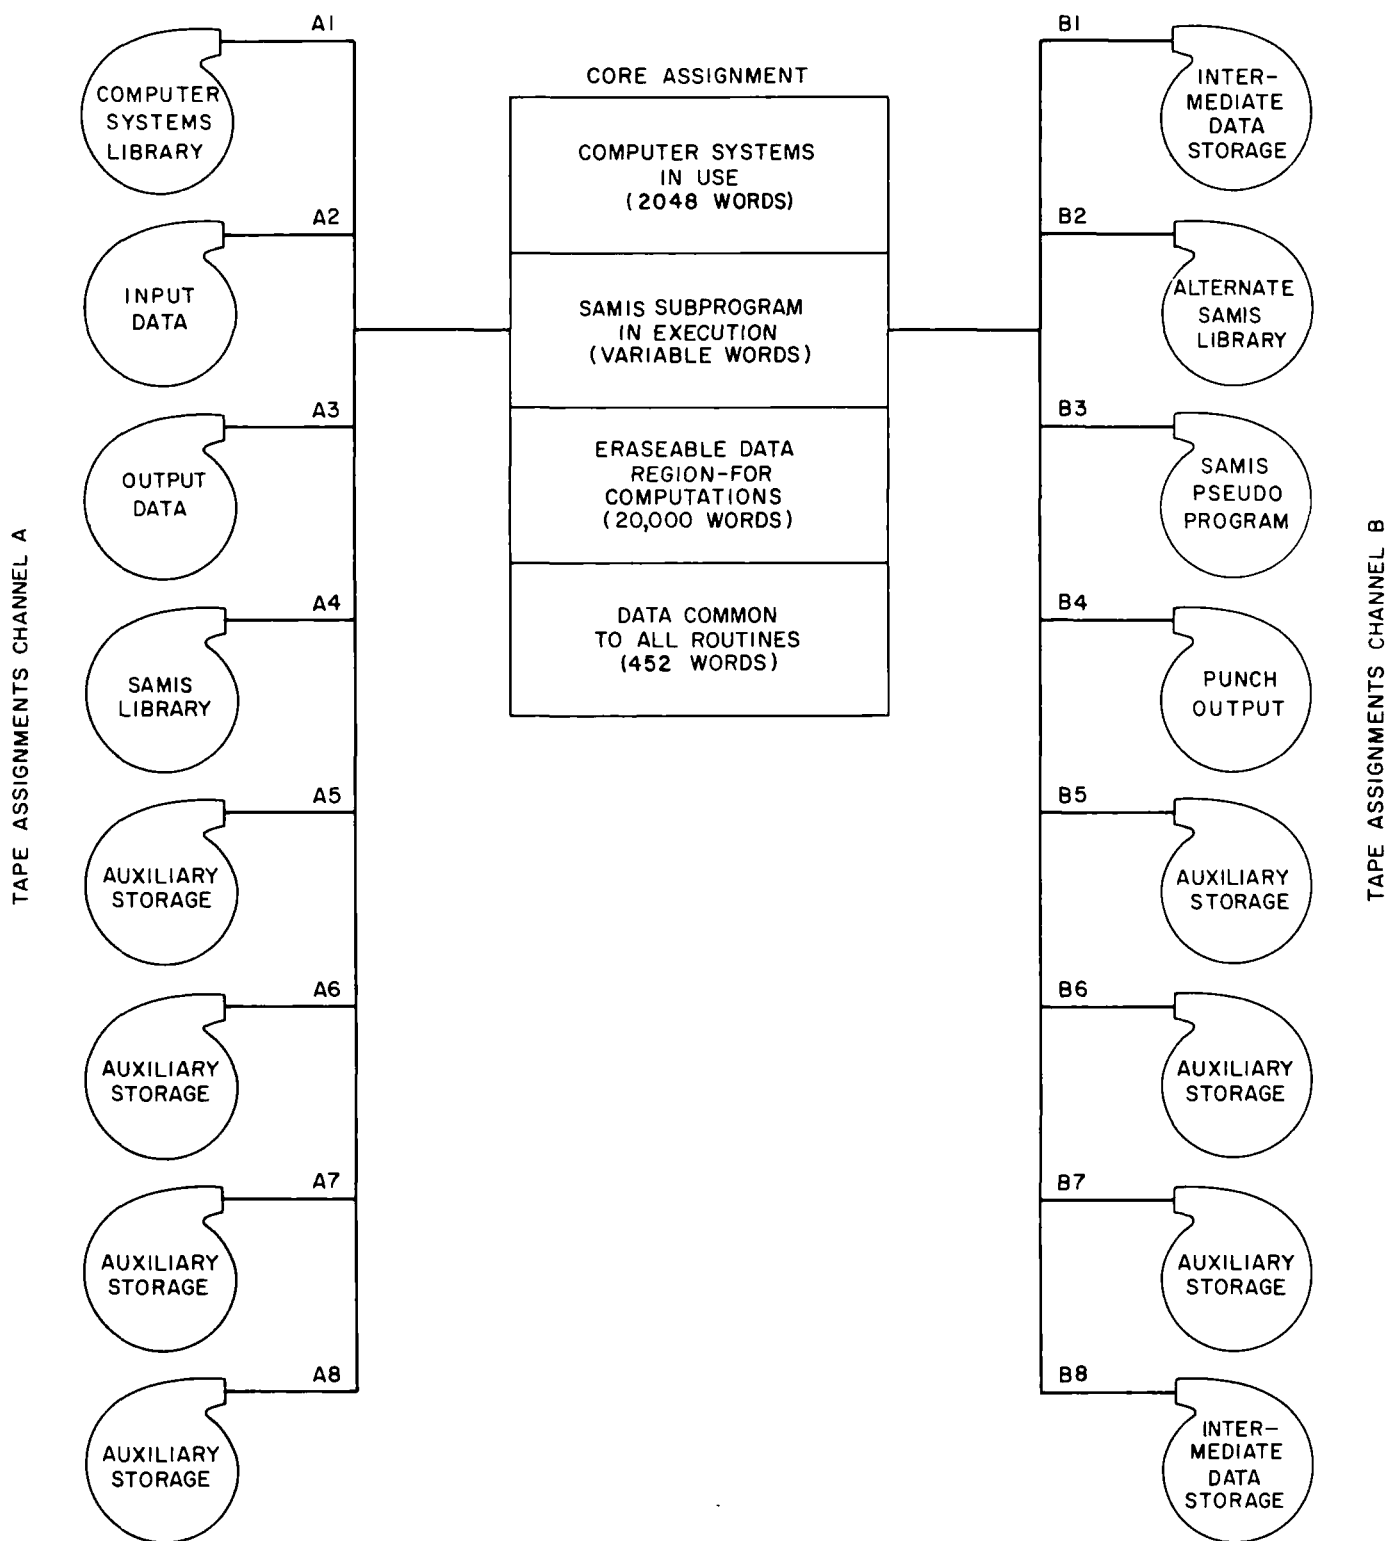 TAPE ASSIGNMENTS CHANNEL A
A1
COMPUTER
SYSTEMS
LIBRARY
A2
INPUT
DATA
A3
OUTPUT
DATA
A4
SAMIS
LIBRARY
A5
AUXILIARY
STORAGE
A6
AUXILIARY
STORAGE
A7
AUXILIARY
STORAGE
A8
AUXILIARY
STORAGE
CORE ASSIGNMENT
COMPUTER SYSTEMS
IN USE
(2048 WORDS)
SAMIS SUBPROGRAM
IN EXECUTION
(VARIABLE WORDS)
ERASEABLE DATA
REGION-FOR
COMPUTATIONS
(20,000 WORDS)
DATA COMMON
TO ALL ROUTINES
(452 WORDS)
B1
INTER-
MEDIATE
DATA
STORAGE
B2
ALTERNATE
SAMIS
LIBRARY
B3
SAMIS
PSEUDO
PROGRAM
B4
PUNCH
OUTPUT
B5
AUXILIARY
STORAGE
B6
AUXILIARY
STORAGE
B7
AUXILIARY
STORAGE
B8
INTER-
MEDIATE
DATA
STORAGE
TAPE ASSIGNMENTS CHANNEL B